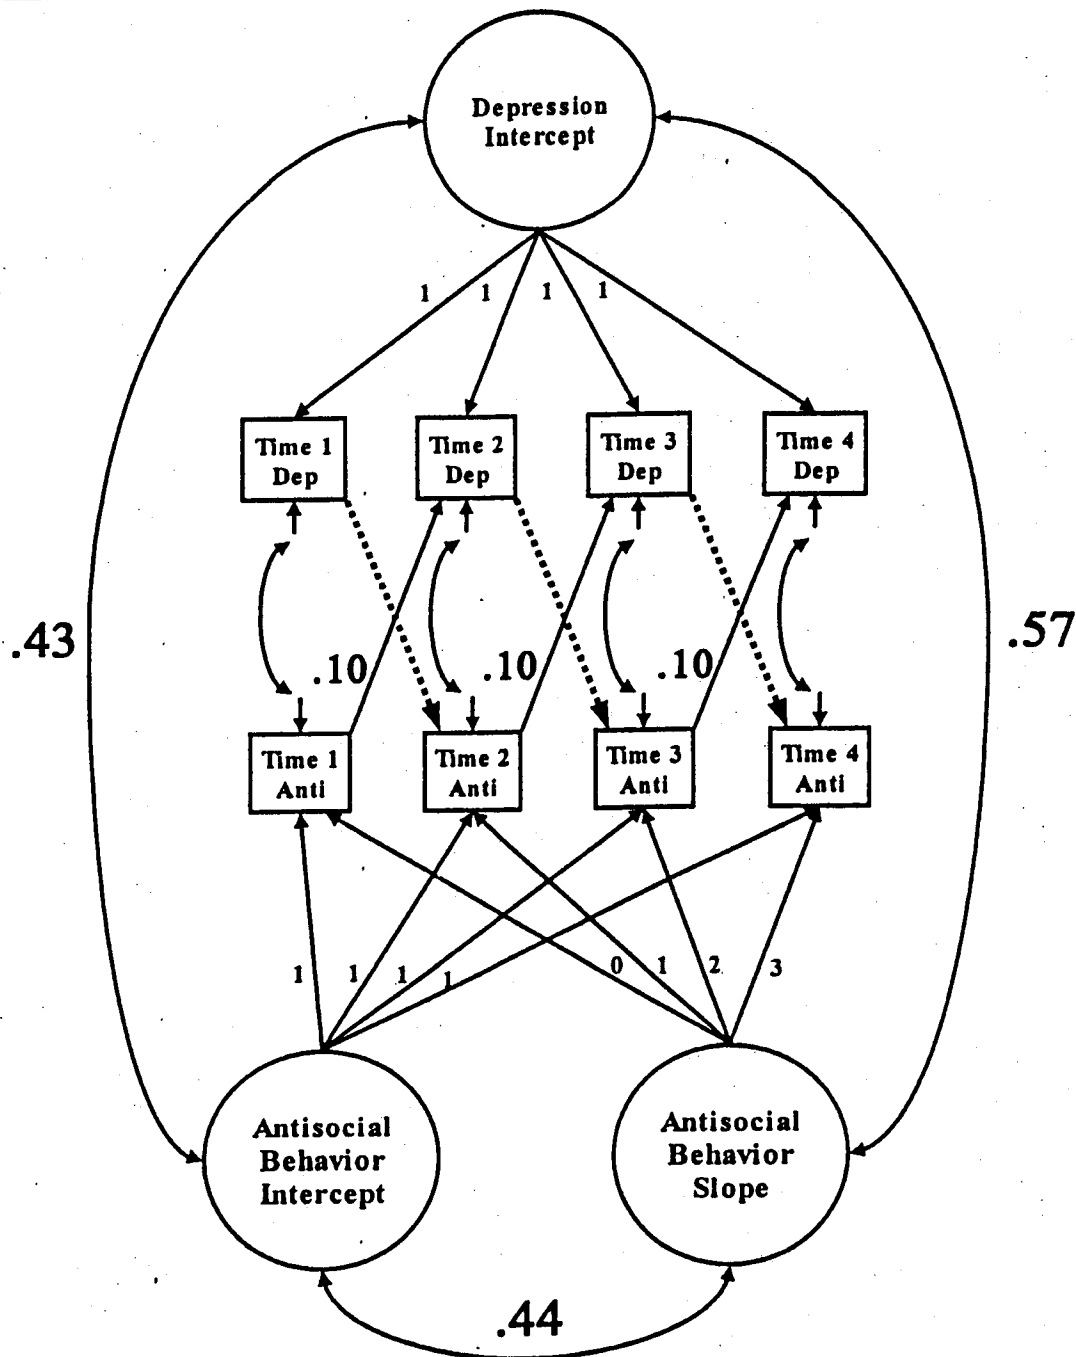 Depression
Intercept
1 1 1 1
Time 1
Dep
Time 2
Dep
Time 3
Dep
Time 4
Dep
.43
.57
.10
.10
.10
Time 1
Anti
Time 2
Anti
Time 3
Anti
Time 4
Anti
1 1 1 1
0 1 2 3
Antisocial
Behavior
Intercept
Antisocial
Behavior
Slope
.44